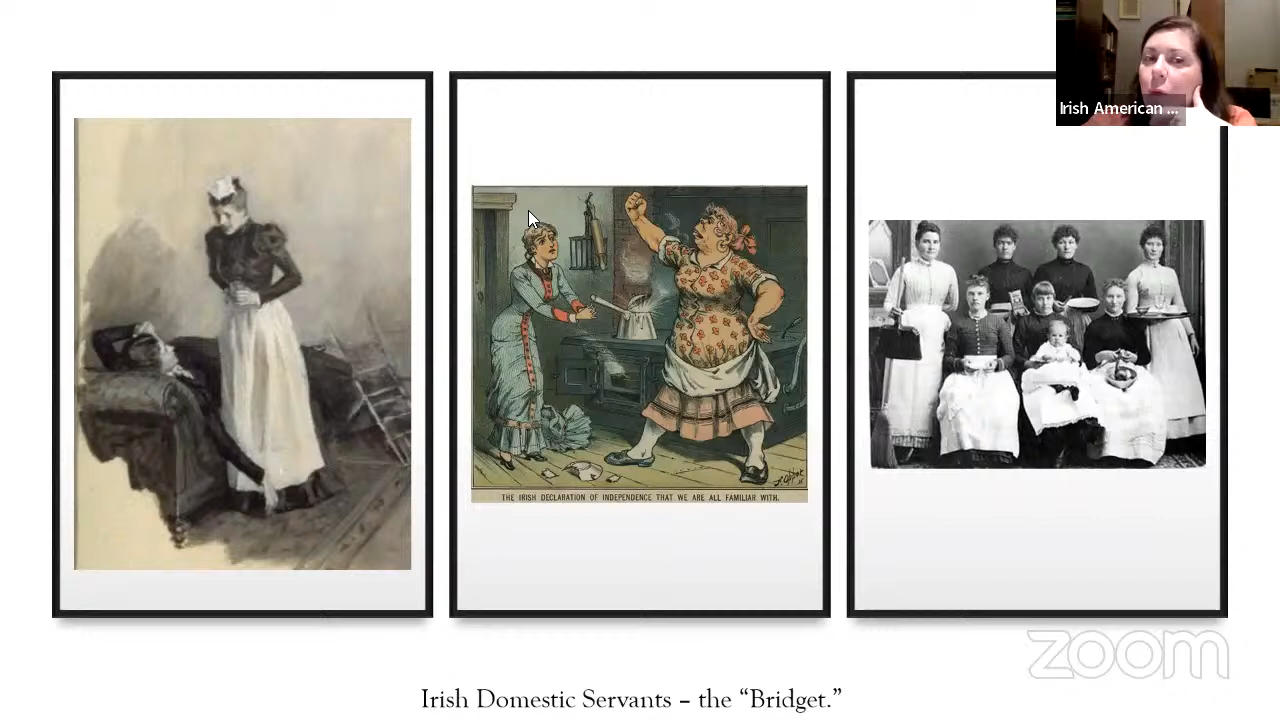 Irish American ...
THE IRISH DECLARATION OF INDEPENDENCE THAT WE ARE ALL FAMILIAR WITH.
zoom
Irish Domestic Servants – the “Bridget.”